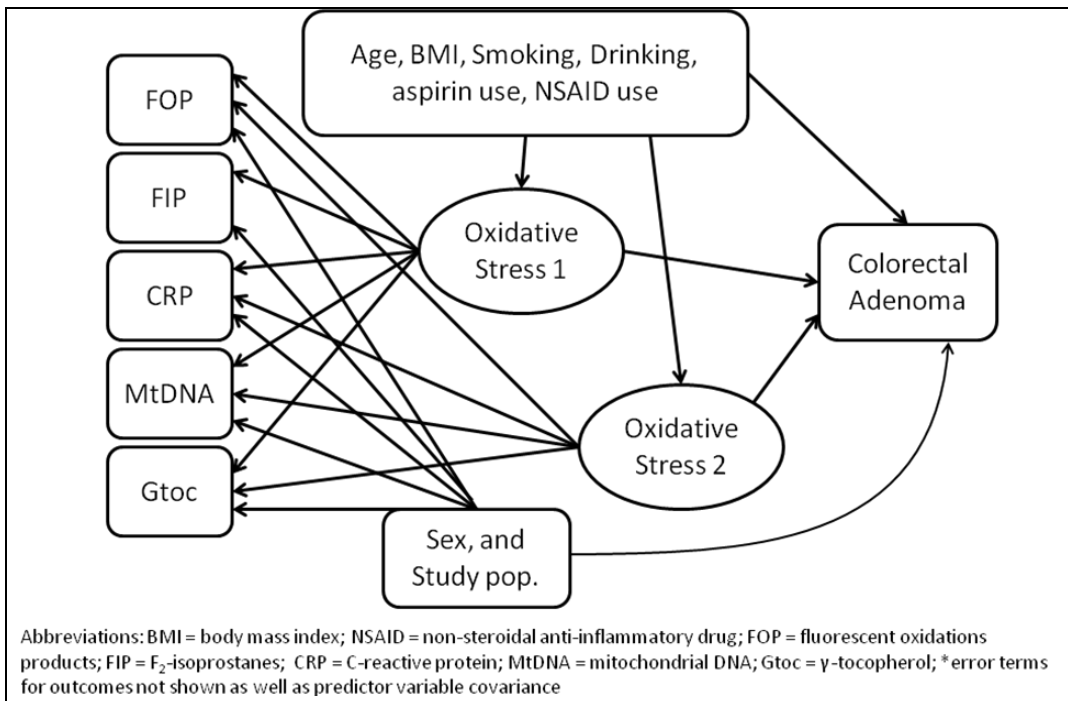 Age, BMI, Smoking, Drinking,
aspirin use, NSAID use
FOP
FIP
CRP
MtDNA
Gtoc
Oxidative
Stress 1
Oxidative
Stress 2
Colorectal
Adenoma
Sex, and
Study pop.
Abbreviations: BMI = body mass index; NSAID = non-steroidal anti-inflammatory drug; FOP = fluorescent oxidations
products; FIP = F₂-isoprostanes; CRP = C-reactive protein; MtDNA = mitochondrial DNA; Gtoc = γ-tocopherol; *error terms
for outcomes not shown as well as predictor variable covariance